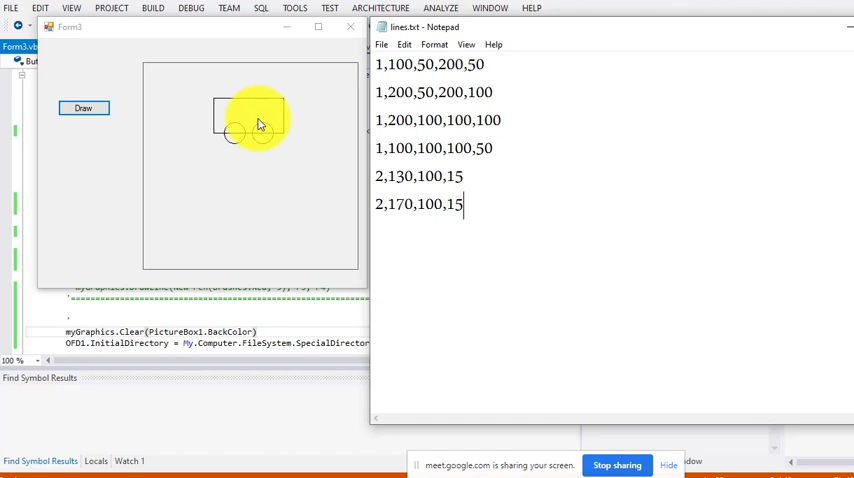 FILE EDIT VIEW PROJECT BUILD DEBUG TEAM SQL TOOLS TEST ARCHITECTURE ANALYZE WINDOW HELP
Form3
lines.txt - Notepad
Form3.vb
File Edit Format View Help
1,100,50,200,50
1,200,50,200,100
Draw
1,200,100,100,100
1,100,100,100,50
2,130,100,15
2,170,100,15
'
myGraphics.Clear(PictureBox1.BackColor)
OFD1.InitialDirectory = My.Computer.FileSystem.SpecialDirector
100 %
Find Symbol Results
Find Symbol Results Locals Watch 1
meet.google.com is sharing your screen. Stop sharing Hide